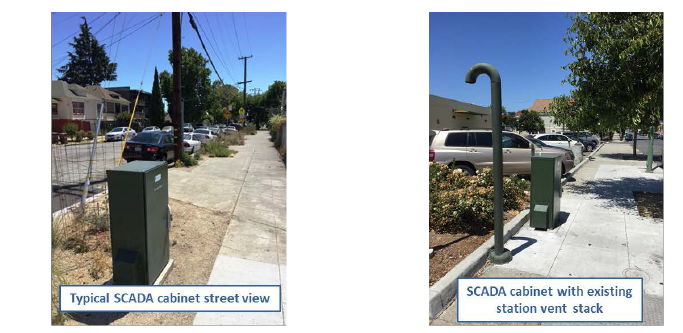 Typical SCADA cabinet street view
SCADA cabinet with existing
station vent stack